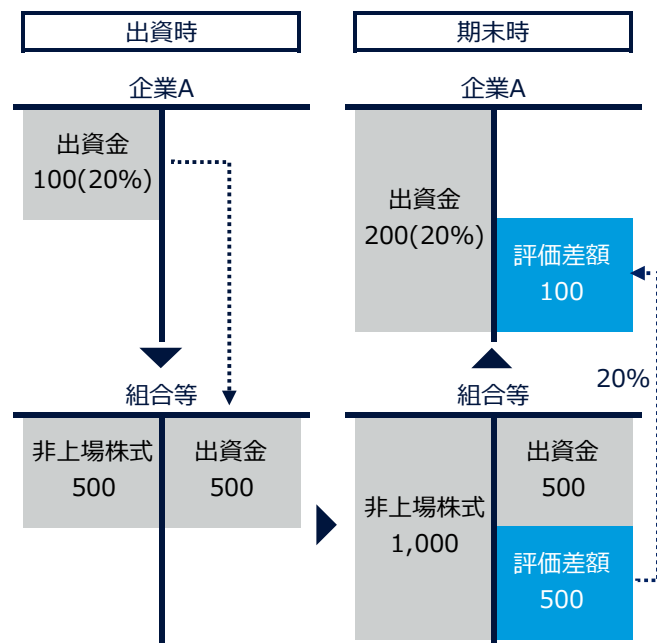 出資時
企業A
出資金
100(20%)
組合等
非上場株式
500
出資金
500
期末時
企業A
出資金
200(20%)
評価差額
100
20%
組合等
非上場株式
1,000
出資金
500
評価差額
500